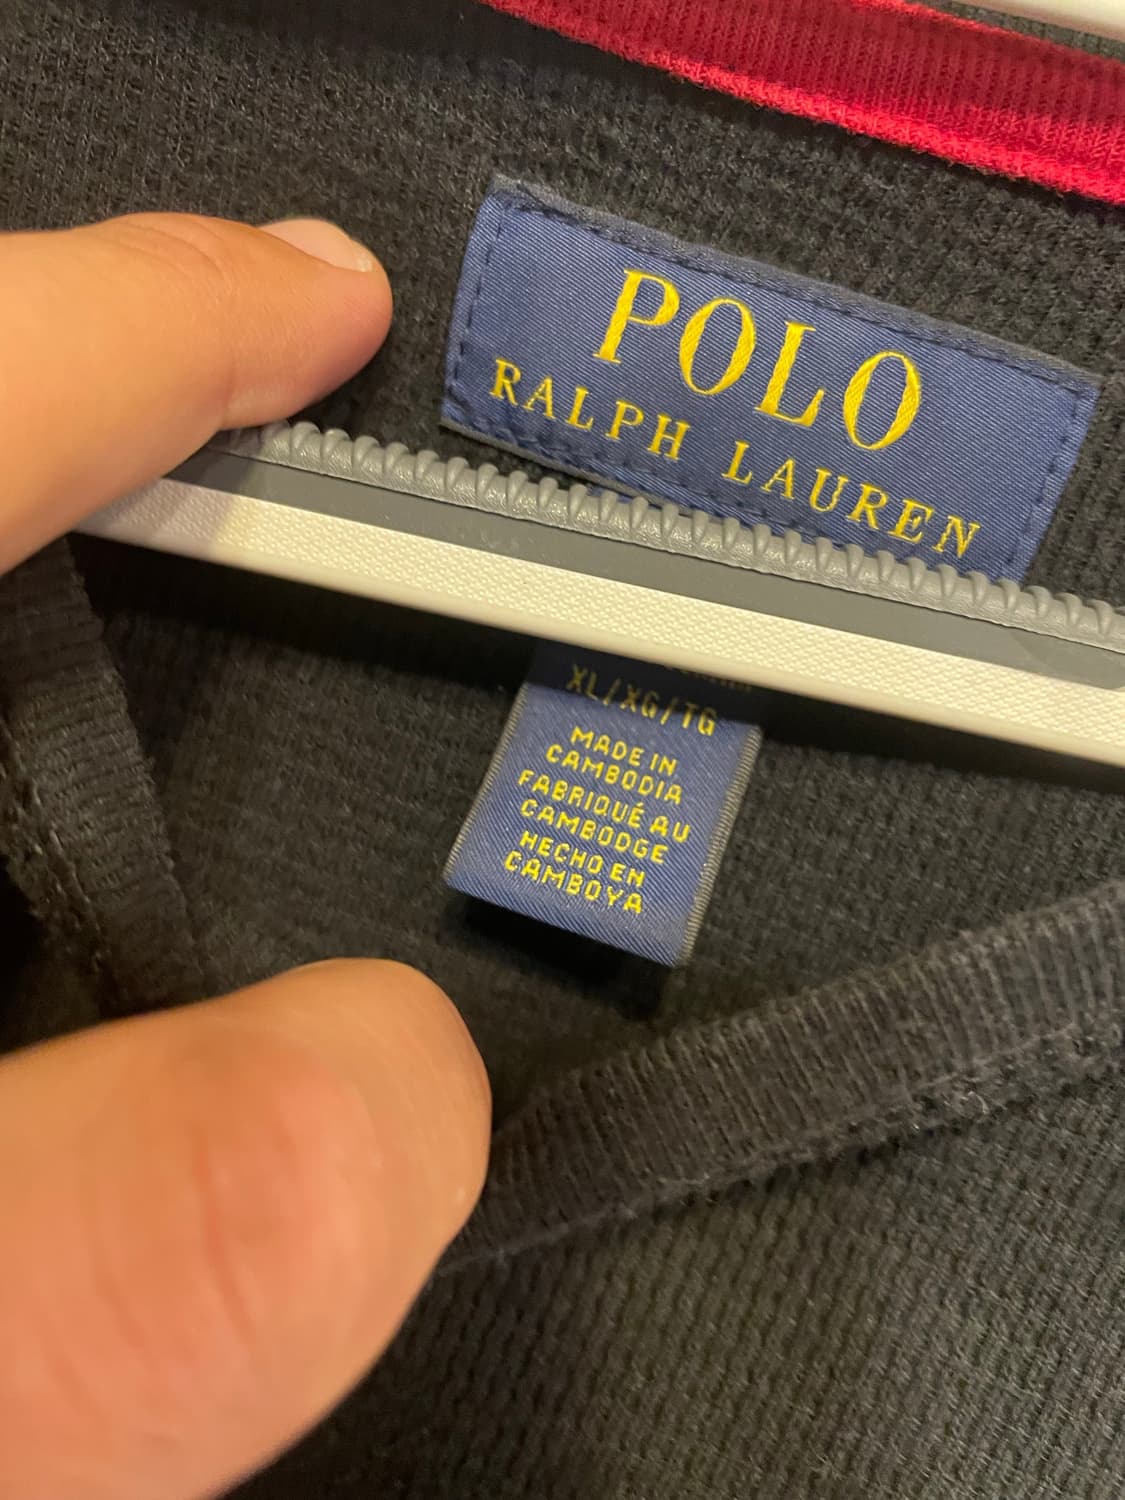 POLO
RALPH LAUREN
XL/XG/TG
MADE IN
CAMBODIA
FABRIQUÉ AU
CAMBODGE
HECHO EN
CAMBOYA